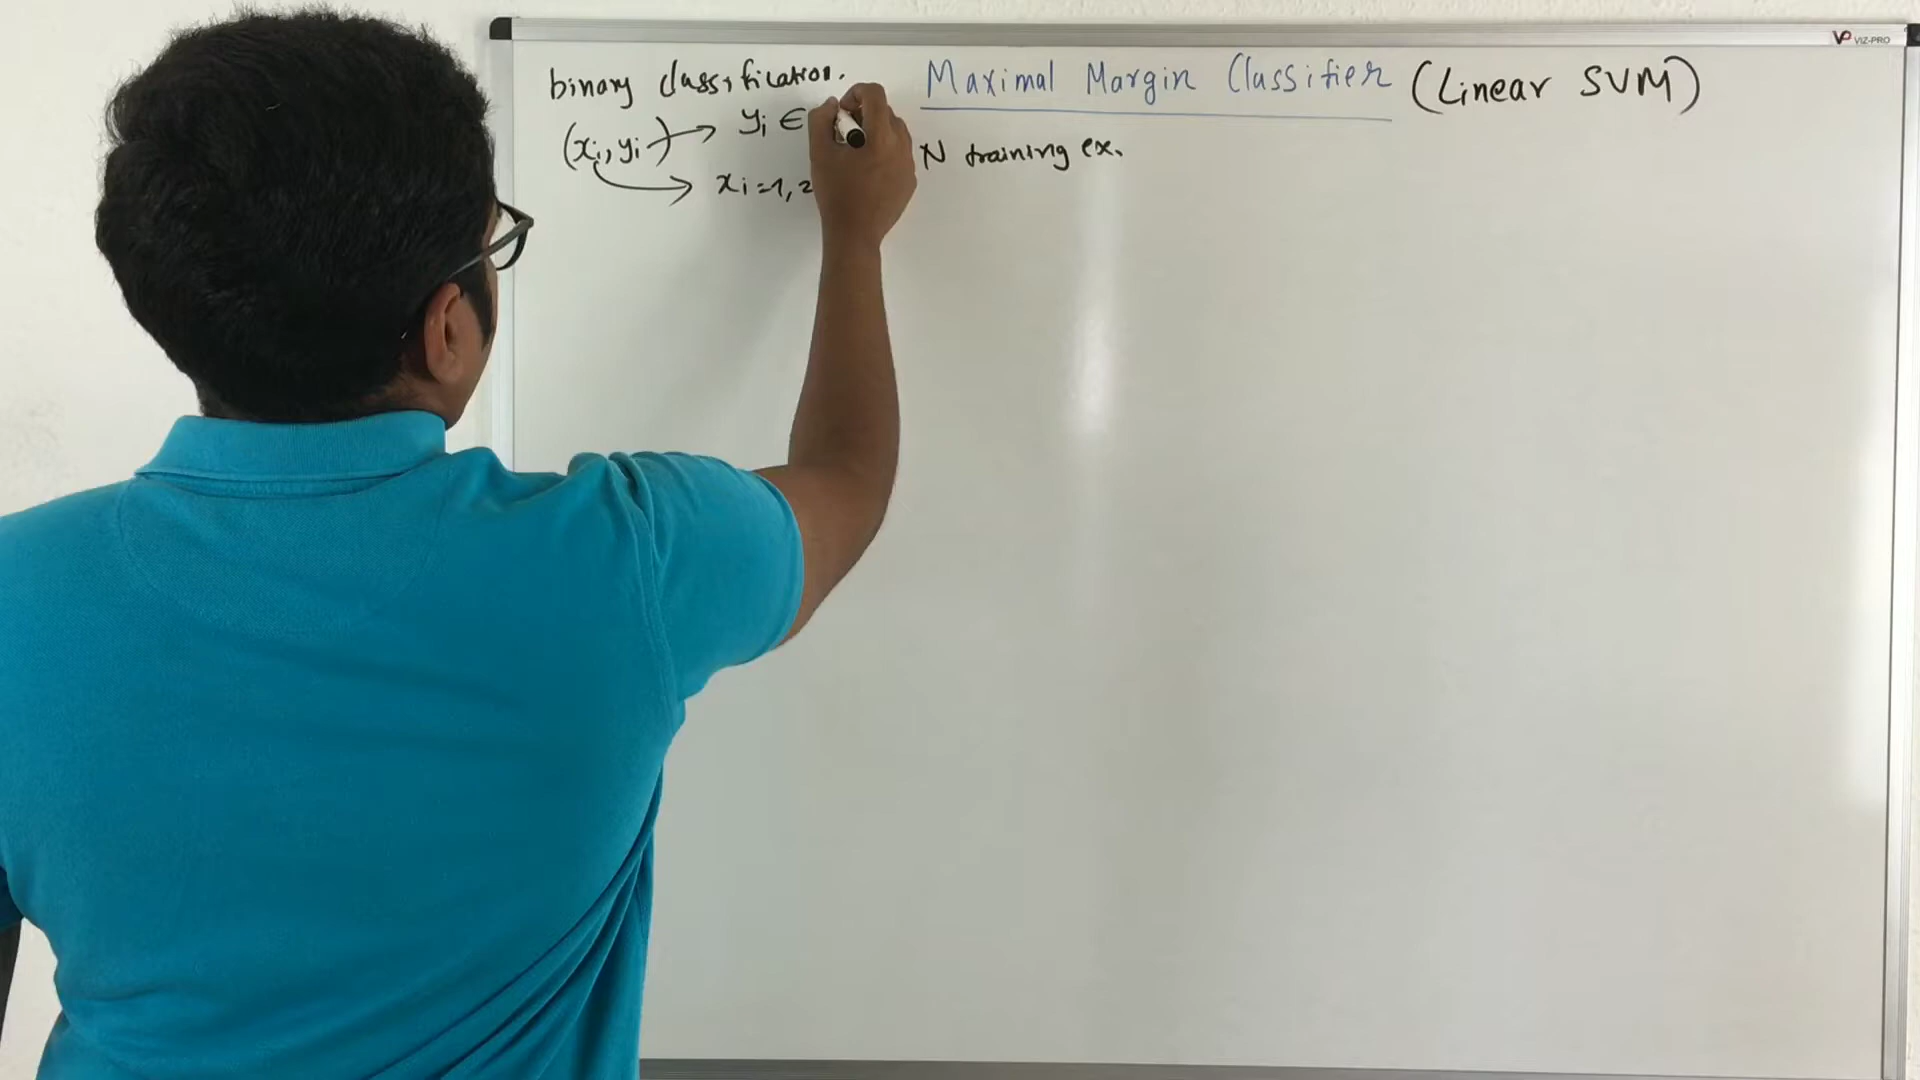 binary classification.
Maximal Margin Classifier (Linear SVM)
(xi, yi) → yi ∈
N training ex.
xi = 1, 2
VIZ-PRO